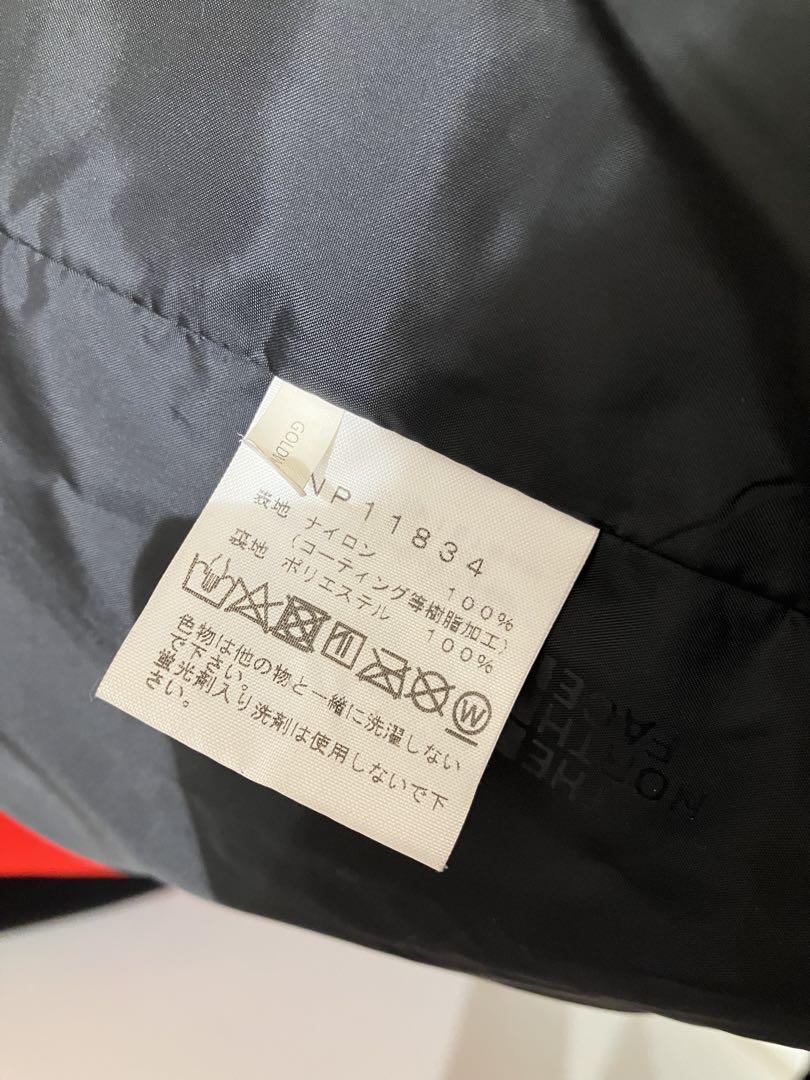 GOLDW
NP11834
表地 ナイロン 100%
(コーティング等樹脂加工)
裏地 ポリエステル 100%
W
色物は他の物と一緒に洗濯しない
で下さい。
蛍光剤入り洗剤は使用しないで下
さい。
THE
NORTH
FACE